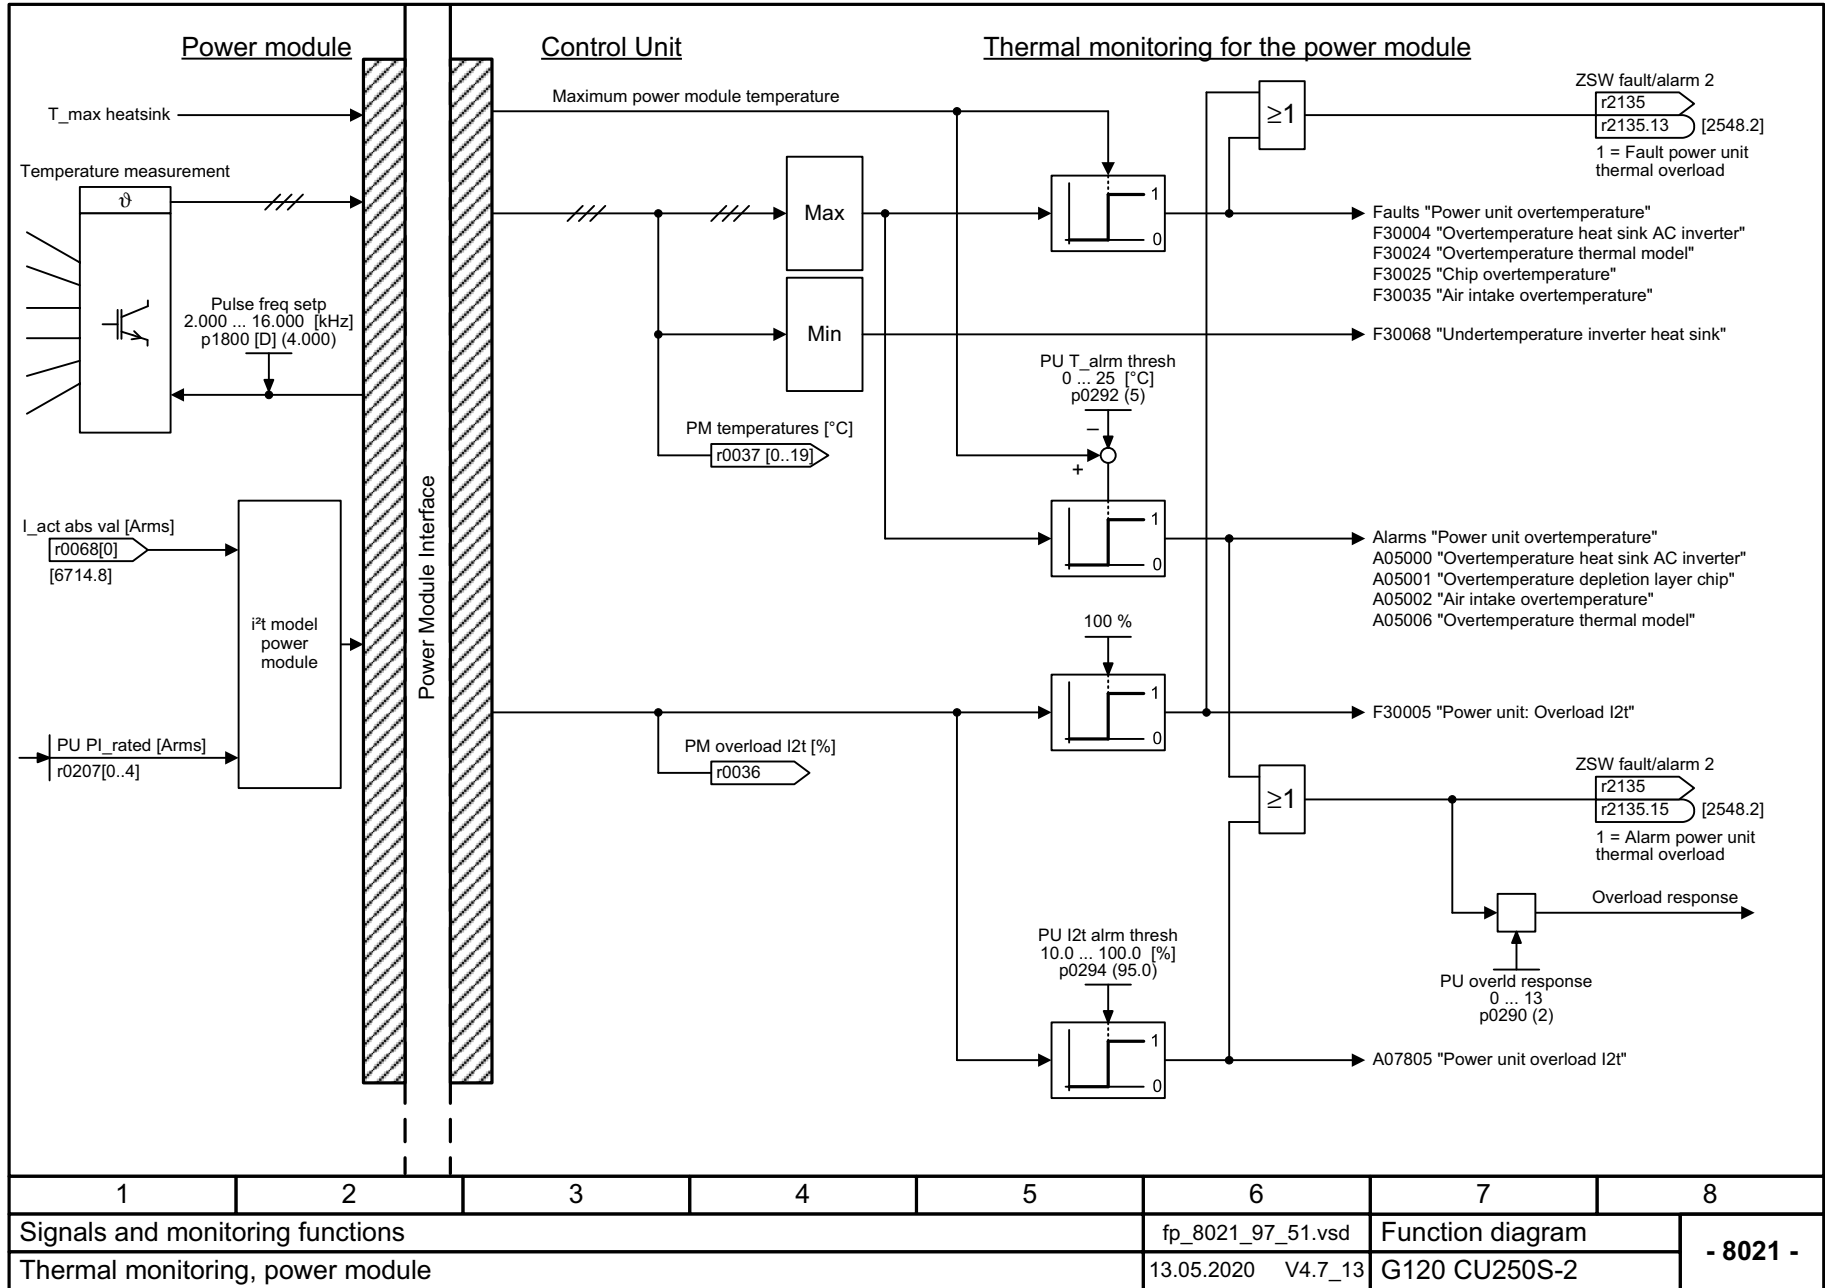 Power module
Control Unit
Thermal monitoring for the power module
T_max heatsink
Temperature measurement
ϑ
Pulse freq setp
2.000 ... 16.000 [kHz]
p1800 [D] (4.000)
I_act abs val [Arms]
r0068[0]
[6714.8]
i²t model
power
module
PU PI_rated [Arms]
r0207[0..4]
Power Module Interface
Maximum power module temperature
Max
Min
PM temperatures [°C]
r0037 [0..19]
PM overload I2t [%]
r0036
1
0
PU T_alrm thresh
0 ... 25 [°C]
p0292 (5)
–
+
1
0
100 %
1
0
PU I2t alrm thresh
10.0 ... 100.0 [%]
p0294 (95.0)
1
0
≥1
≥1
ZSW fault/alarm 2
r2135
r2135.13
[2548.2]
1 = Fault power unit
thermal overload
Faults "Power unit overtemperature"
F30004 "Overtemperature heat sink AC inverter"
F30024 "Overtemperature thermal model"
F30025 "Chip overtemperature"
F30035 "Air intake overtemperature"
F30068 "Undertemperature inverter heat sink"
Alarms "Power unit overtemperature"
A05000 "Overtemperature heat sink AC inverter"
A05001 "Overtemperature depletion layer chip"
A05002 "Air intake overtemperature"
A05006 "Overtemperature thermal model"
F30005 "Power unit: Overload I2t"
ZSW fault/alarm 2
r2135
r2135.15
[2548.2]
1 = Alarm power unit
thermal overload
Overload response
PU overld response
0 ... 13
p0290 (2)
A07805 "Power unit overload I2t"
1 2 3 4 5 6 7 8
Signals and monitoring functions
fp_8021_97_51.vsd
Function diagram
- 8021 -
Thermal monitoring, power module
13.05.2020 V4.7_13
G120 CU250S-2